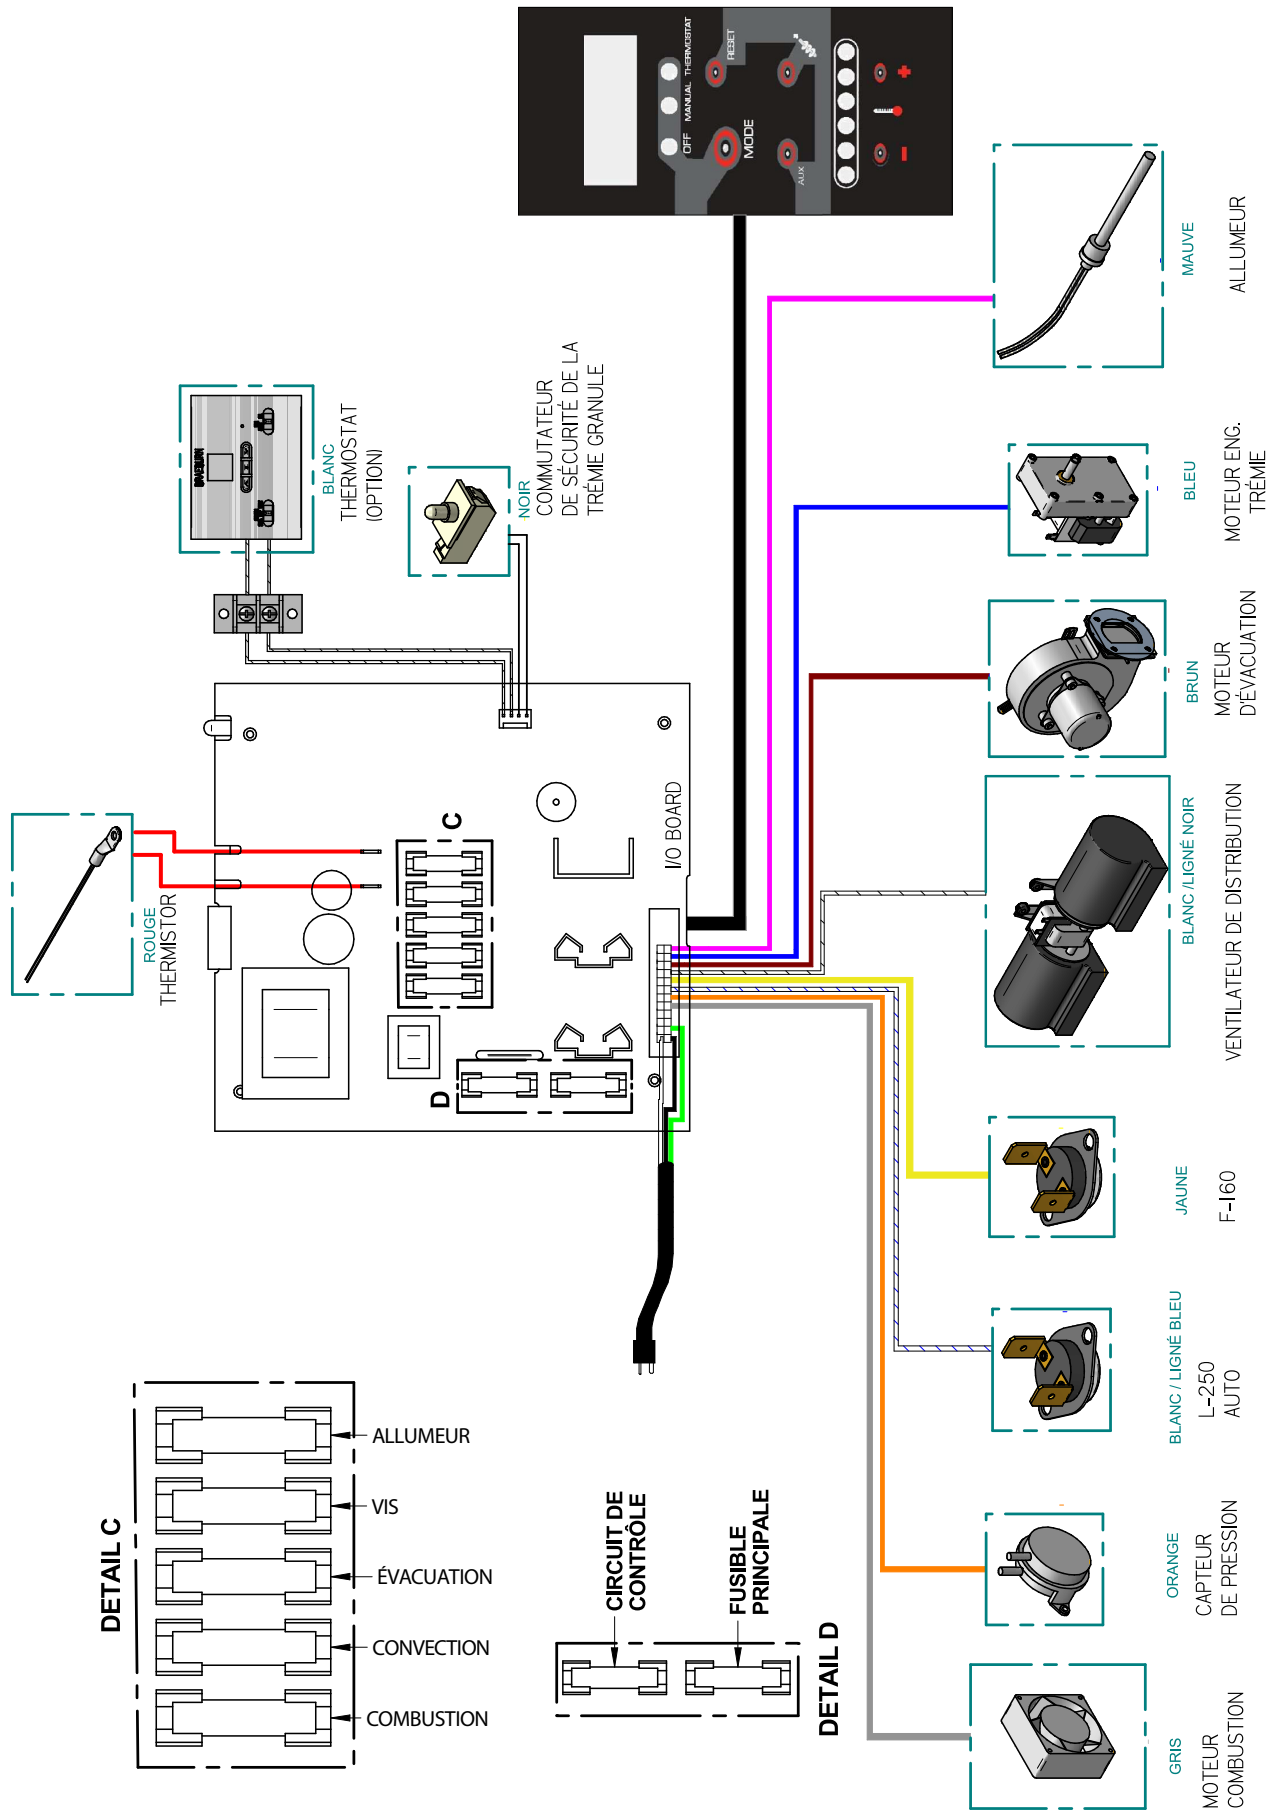 OFF
MANUAL
THERMOSTAT
RESET
MODE
AUX
BRAEBURN
BLANC
THERMOSTAT
(OPTION)
NOIR
COMMUTATEUR
DE SÉCURITÉ DE LA
TRÉMIE GRANULE
ROUGE
THERMISTOR
C
D
I/O BOARD
MAUVE
ALLUMEUR
BLEU
MOTEUR ENG.
TRÉMIE
BRUN
MOTEUR
D'ÉVACUATION
BLANC /LIGNÉ NOIR
VENTILATEUR DE DISTRIBUTION
JAUNE
F-160
BLANC / LIGNÉ BLEU
L-250
AUTO
ORANGE
CAPTEUR
DE PRESSION
GRIS
MOTEUR
COMBUSTION
DETAIL C
ALLUMEUR
VIS
ÉVACUATION
CONVECTION
COMBUSTION
CIRCUIT DE
CONTRÔLE
FUSIBLE
PRINCIPALE
DETAIL D